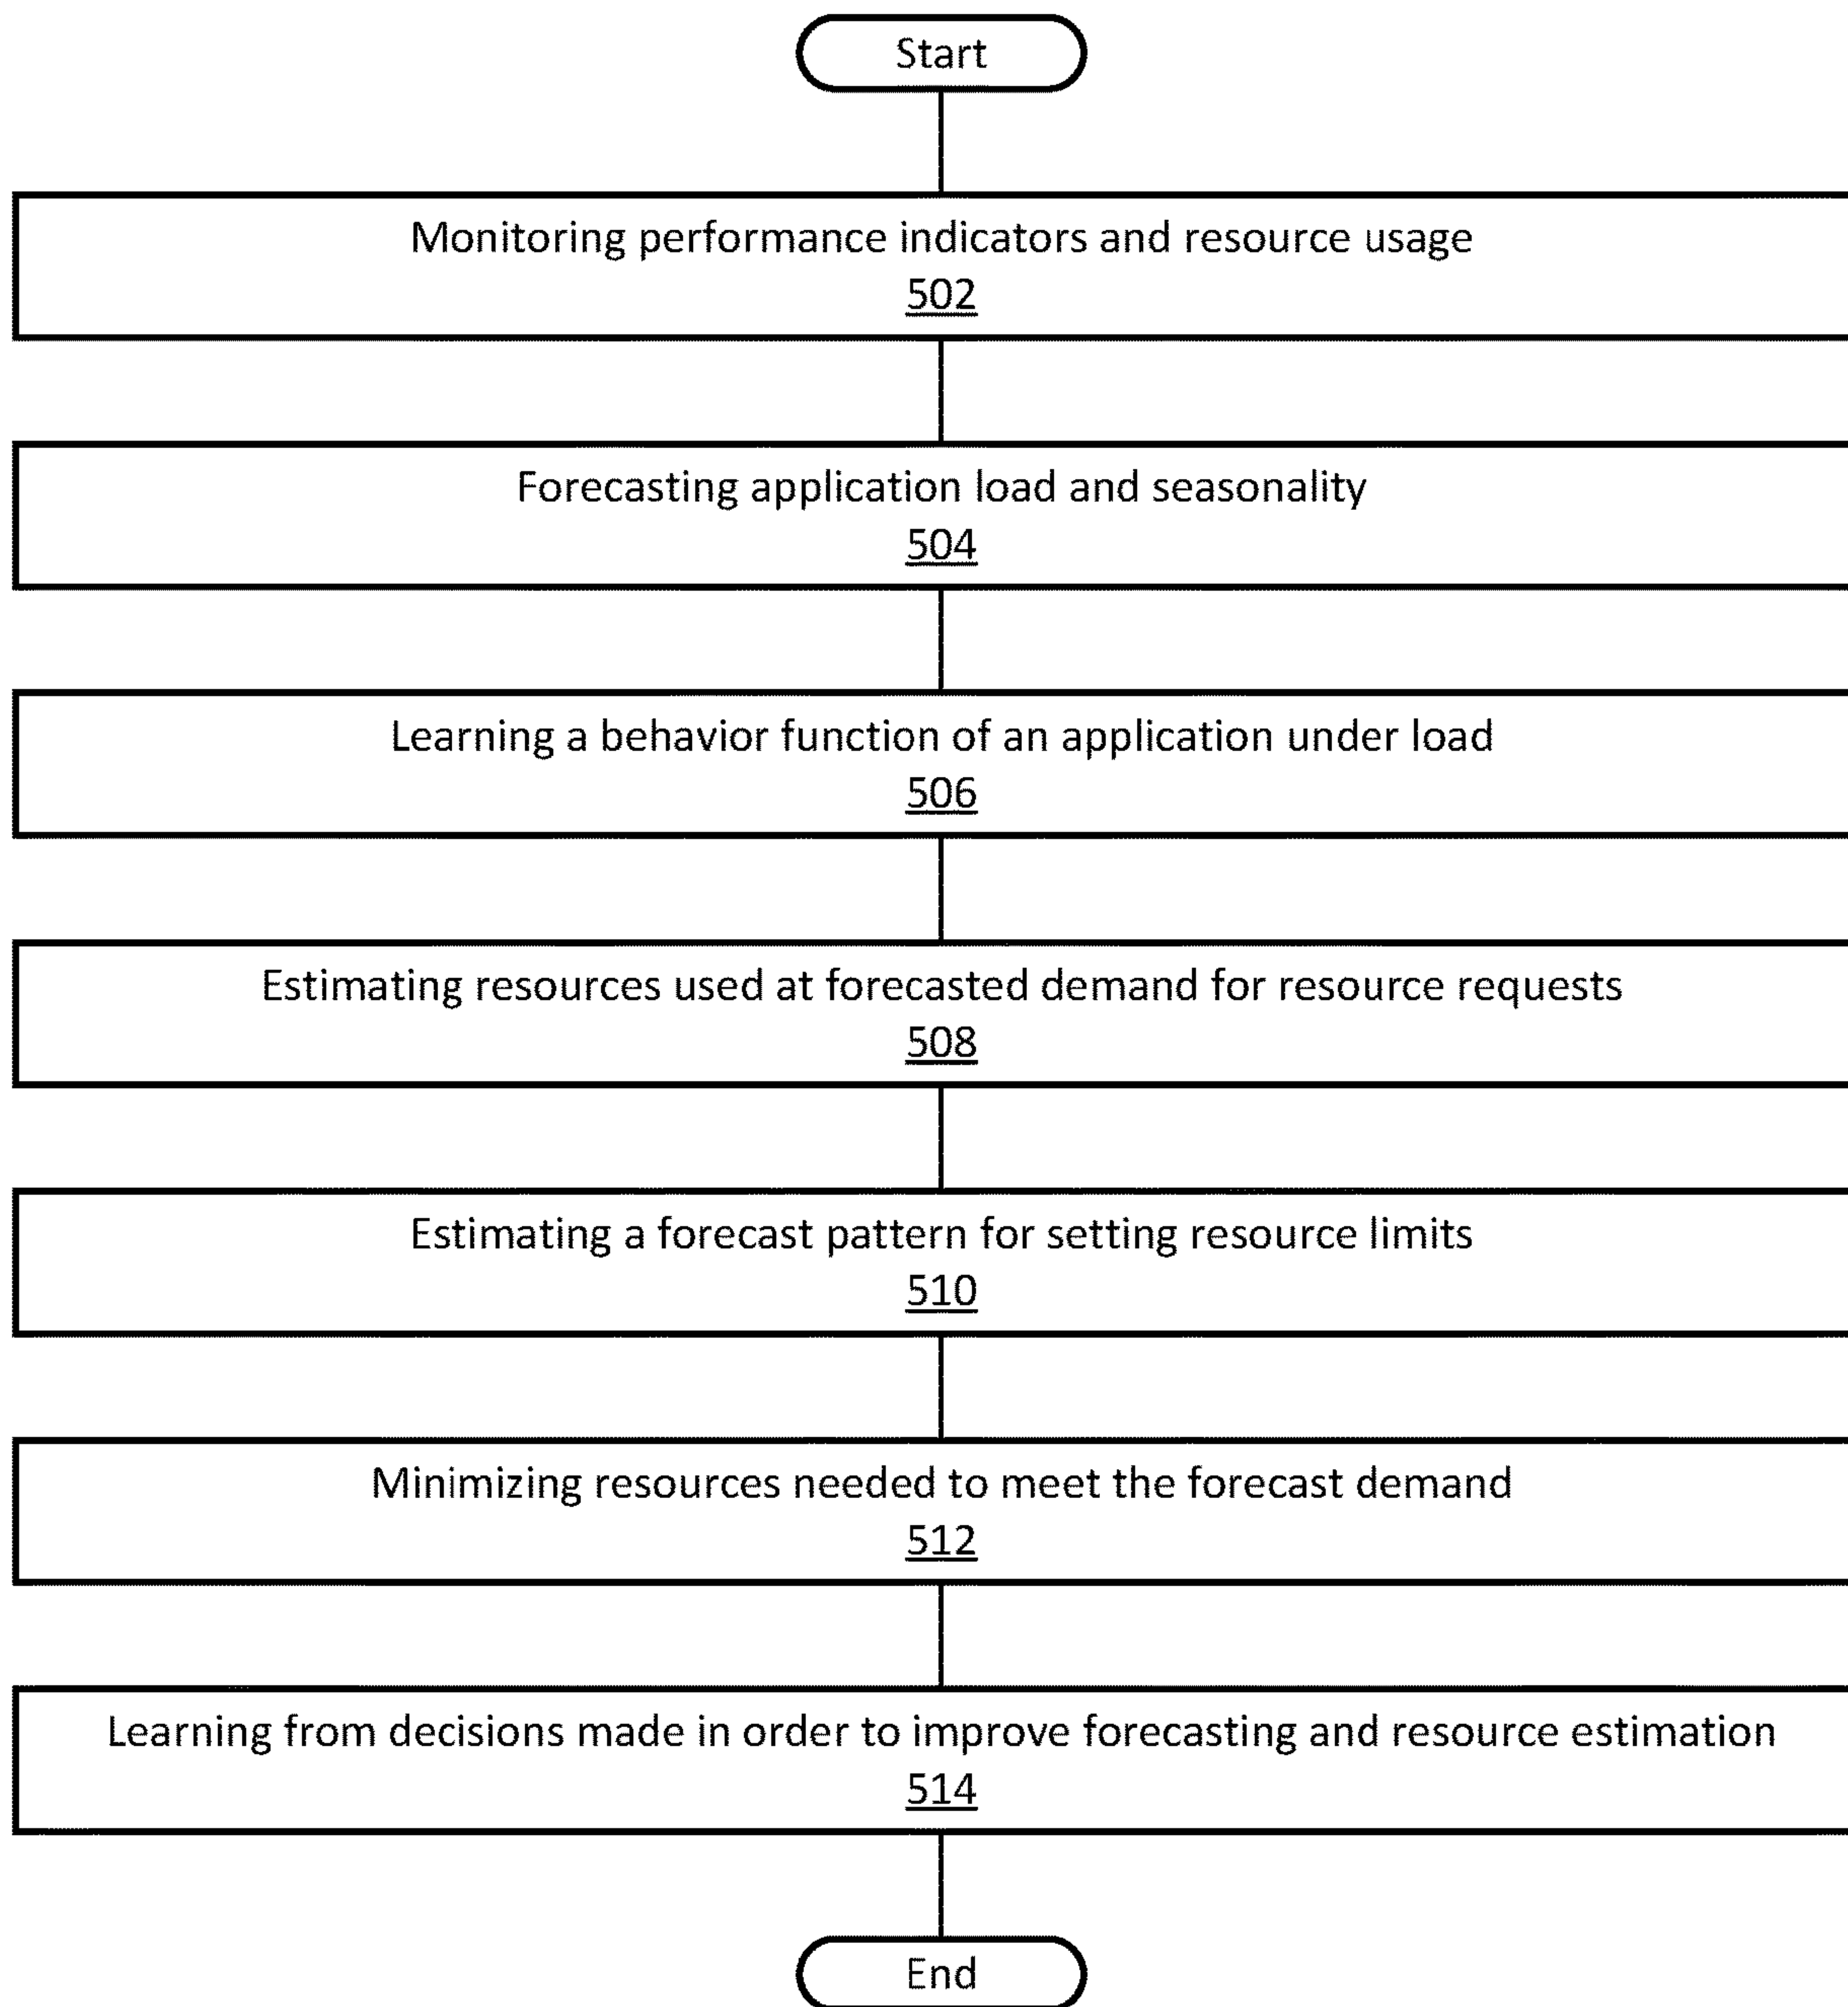 Start
Monitoring performance indicators and resource usage
502
Forecasting application load and seasonality
504
Learning a behavior function of an application under load
506
Estimating resources used at forecasted demand for resource requests
508
Estimating a forecast pattern for setting resource limits
510
Minimizing resources needed to meet the forecast demand
512
Learning from decisions made in order to improve forecasting and resource estimation
514
End